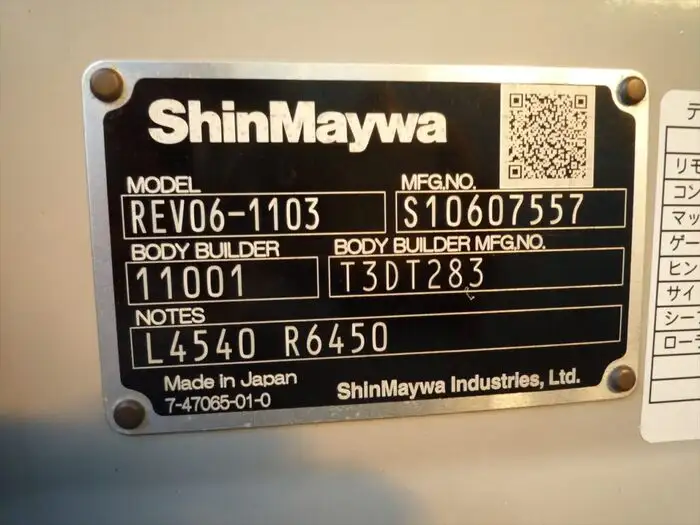 ShinMaywa
MODEL MFG.NO.
REV06-1103 S10607557
BODY BUILDER BODY BUILDER MFG.NO.
11001 T3DT283
NOTES
L4540 R6450
Made in Japan
7-47065-01-0 ShinMaywa Industries, Ltd.
デ
リモ
コン
マッ
ゲー
ヒン
サイ
シー
ローラ